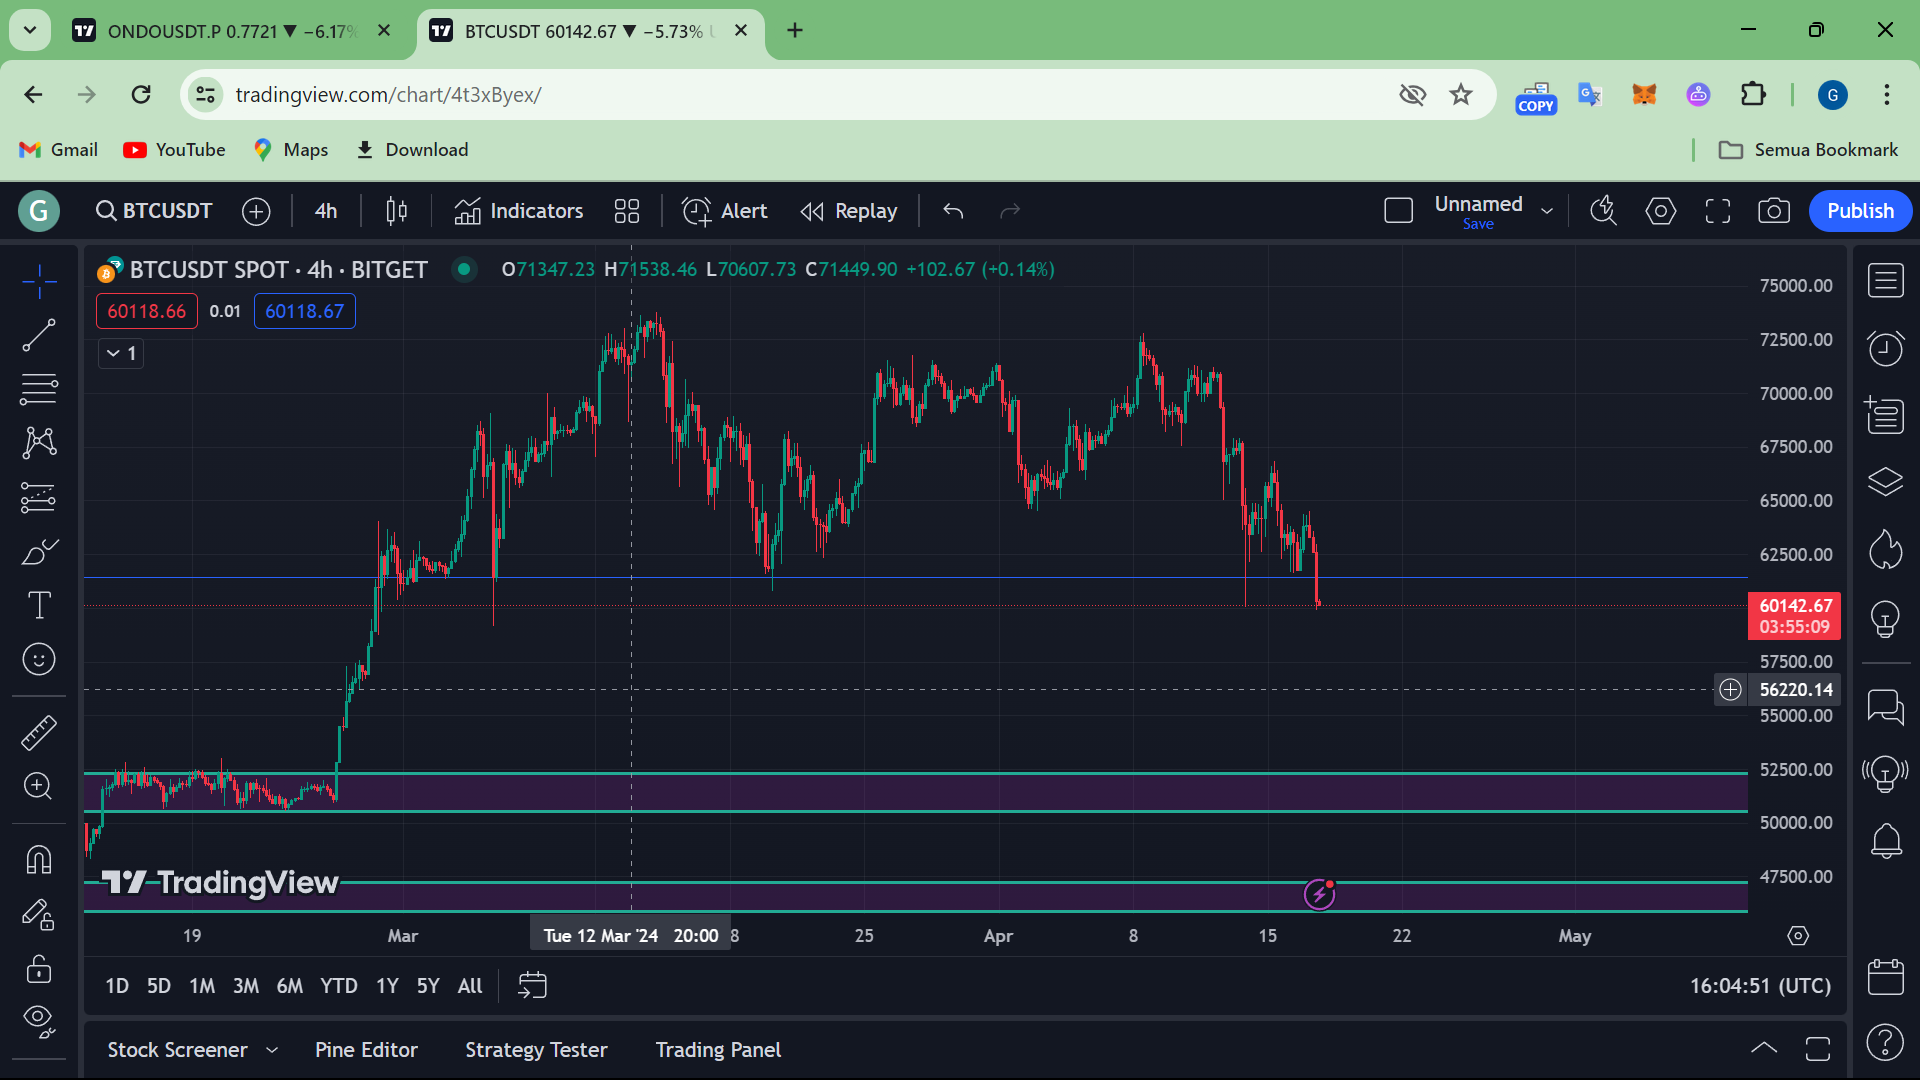 ONDOUSDT.P 0.7721 ▼ −6.17%
BTCUSDT 60142.67 ▼ −5.73%
tradingview.com/chart/4t3xByex/
COPY
G
Gmail
YouTube
Maps
Download
Semua Bookmark
G
BTCUSDT
4h
Indicators
Alert
Replay
Unnamed
Save
Publish
BTCUSDT SPOT · 4h · BITGET
O71347.23 H71538.46 L70607.73 C71449.90 +102.67 (+0.14%)
60118.66
0.01
60118.67
1
75000.00
72500.00
70000.00
67500.00
65000.00
62500.00
60142.67
03:55:09
57500.00
56220.14
55000.00
52500.00
50000.00
47500.00
TradingView
19
Mar
Tue 12 Mar '24 20:00
8
25
Apr
8
15
22
May
1D 5D 1M 3M 6M YTD 1Y 5Y All
16:04:51 (UTC)
Stock Screener
Pine Editor
Strategy Tester
Trading Panel